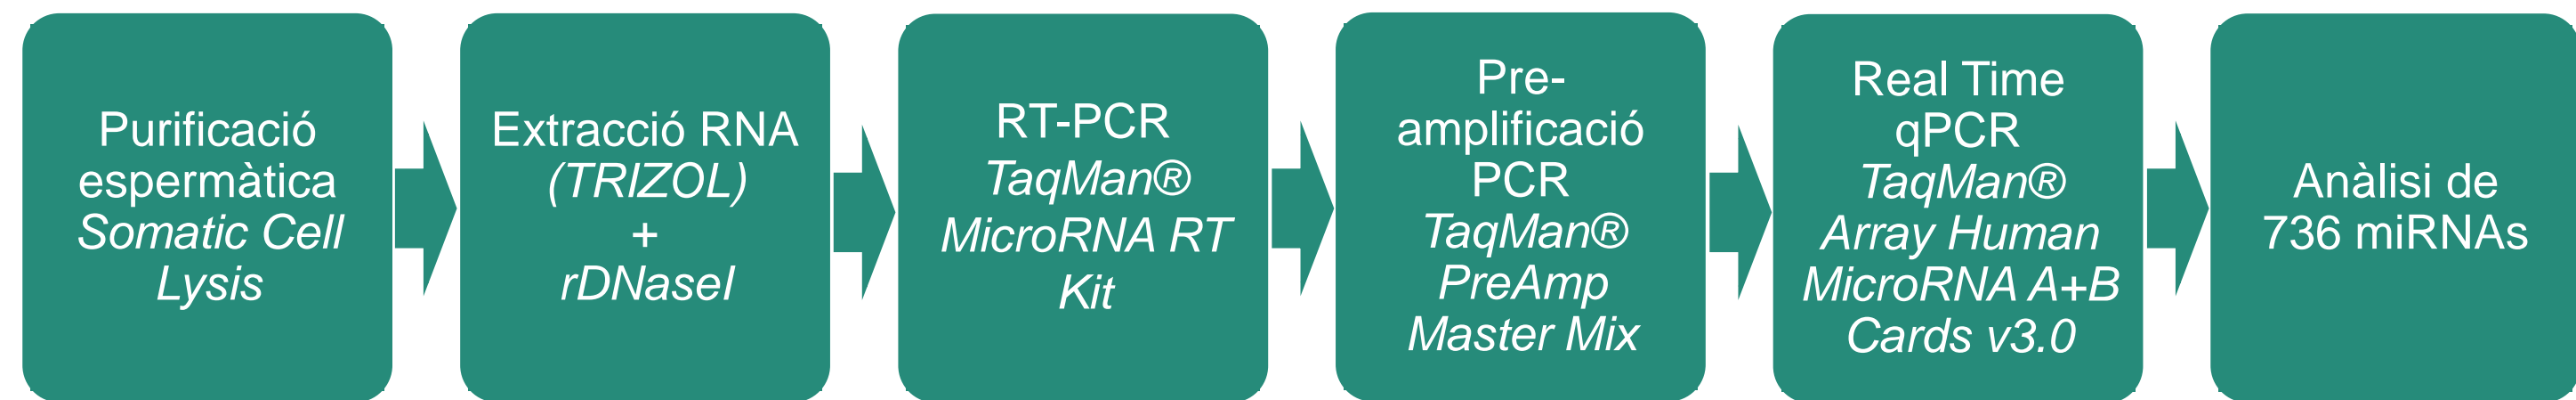 Purificació
espermàtica
Somatic Cell
Lysis
Extracció RNA
(TRIZOL)
+
rDNaseI
RT-PCR
TaqMan®
MicroRNA RT
Kit
Pre-
amplificació
PCR
TaqMan®
PreAmp
Master Mix
Real Time
qPCR
TaqMan®
Array Human
MicroRNA A+B
Cards v3.0
Anàlisi de
736 miRNAs